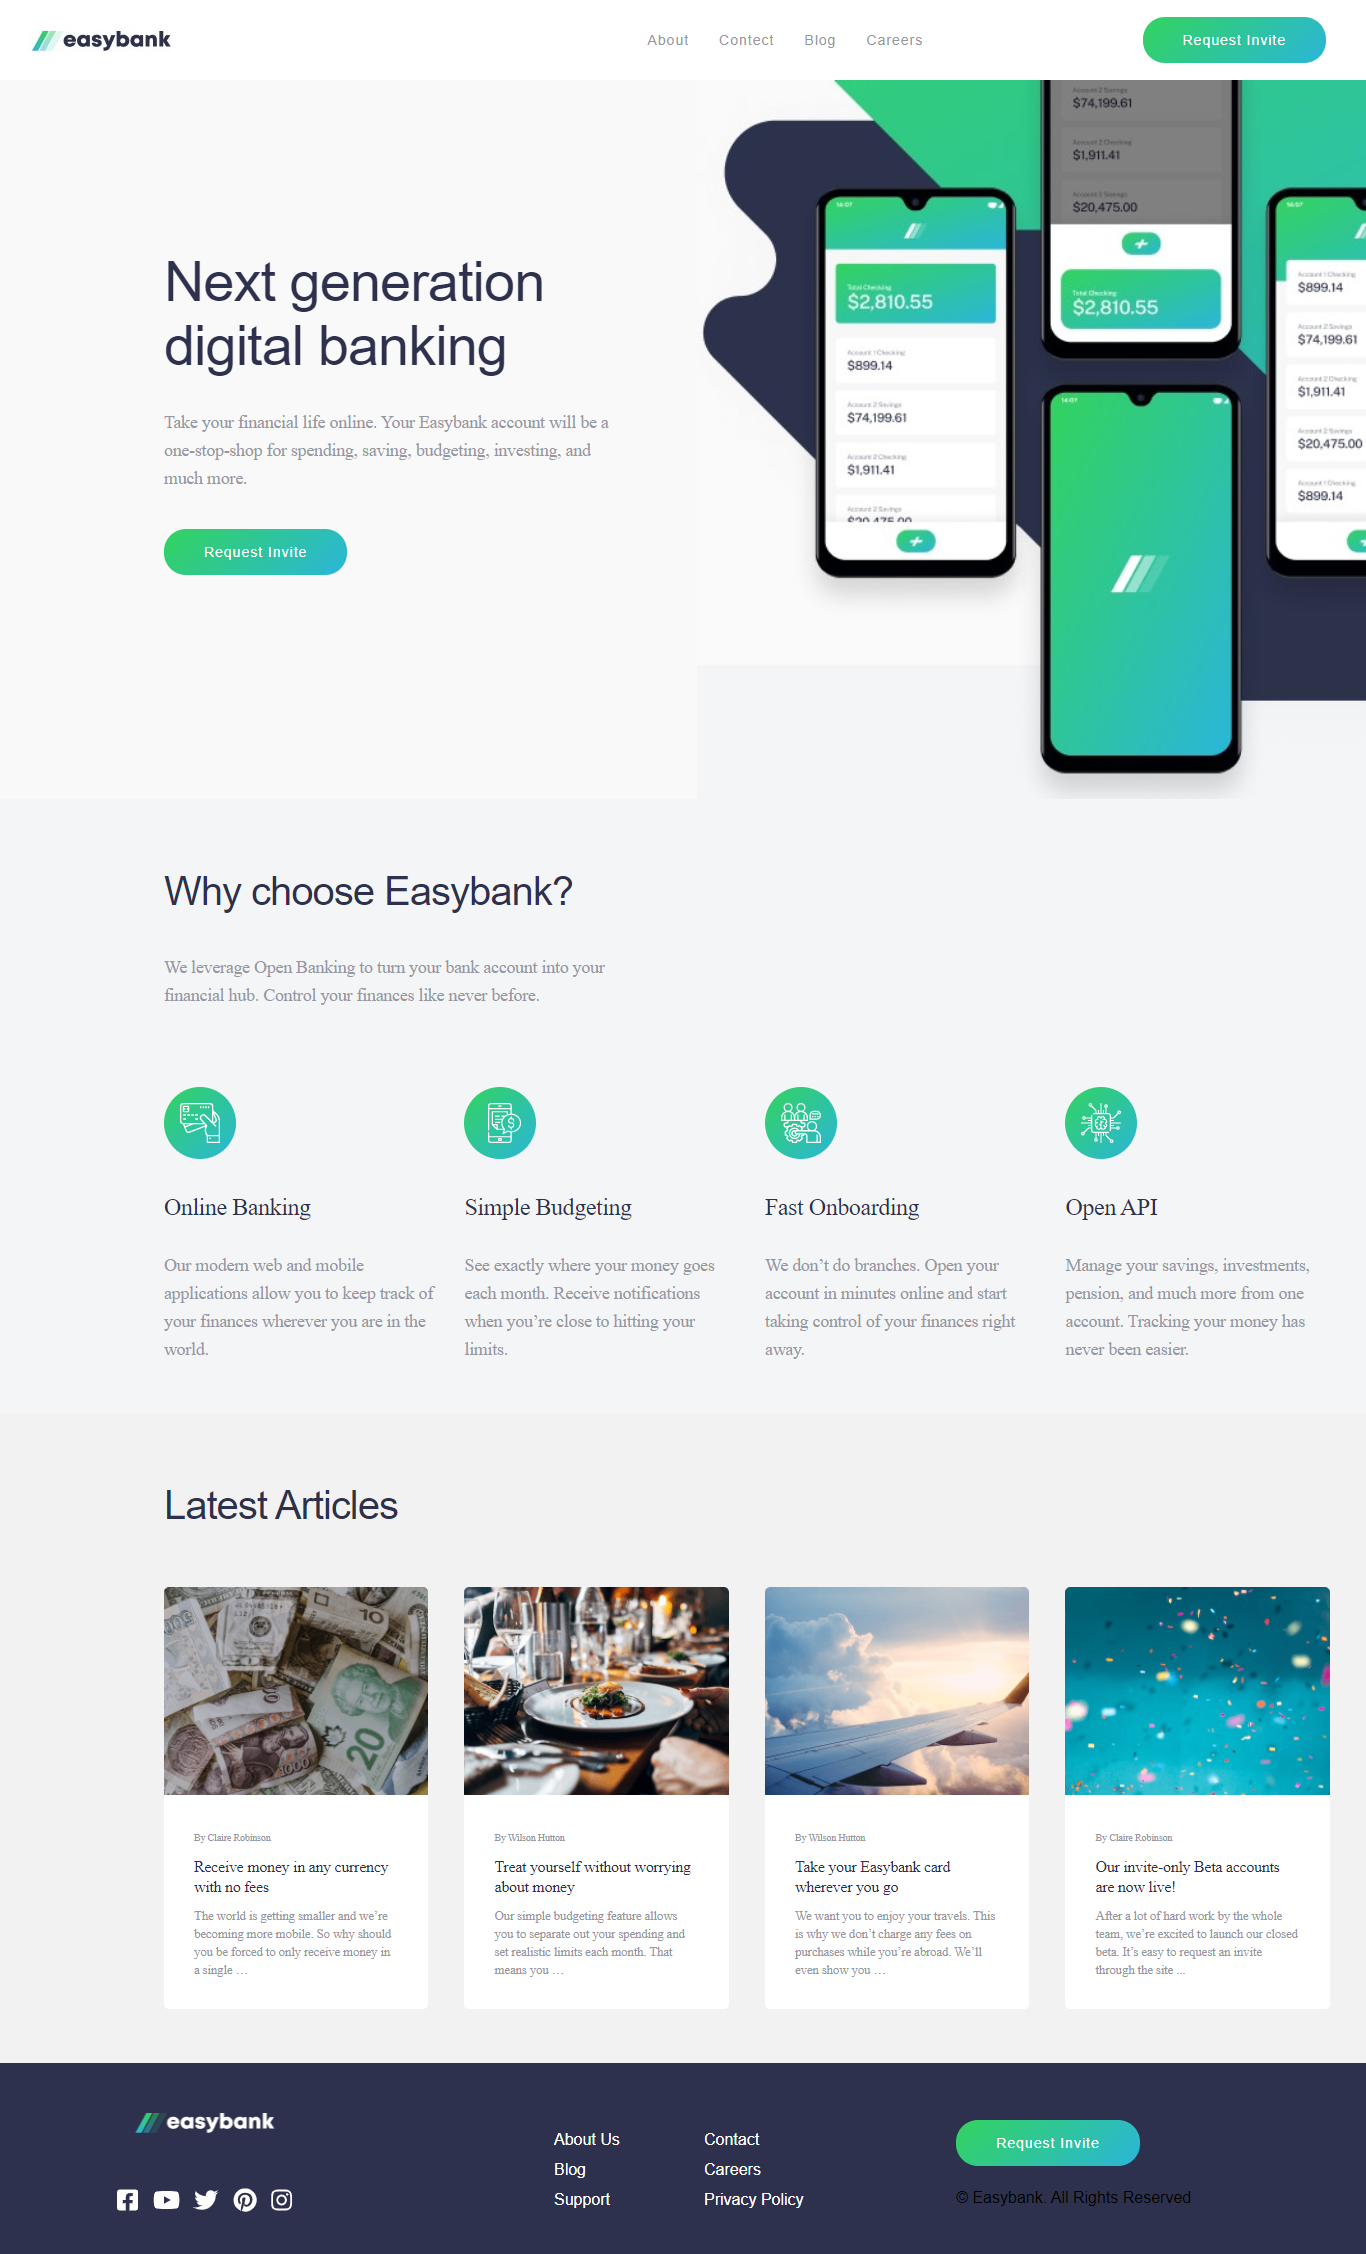 easybank
About Contect Blog Careers
Request Invite
Next generation
digital banking
Take your financial life online. Your Easybank account will be a
one-stop-shop for spending, saving, budgeting, investing, and
much more.
Request Invite
14:07
Total Checking
$2,810.55
Account 1 Checking
$899.14
Account 2 Savings
$74,199.61
Account 2 Checking
$1,911.41
Account 2 Savings
$20,475.00
Account 2 Savings
$74,199.61
Account 2 Checking
$1,911.41
Account 2 Savings
$20,475.00
Total Checking
$2,810.55
14:07
14:07
Account 1 Checking
$899.14
Account 2 Savings
$74,199.61
Account 2 Checking
$1,911.41
Account 2 Savings
$20,475.00
Account 1 Checking
$899.14
Why choose Easybank?
We leverage Open Banking to turn your bank account into your
financial hub. Control your finances like never before.
Online Banking
Our modern web and mobile
applications allow you to keep track of
your finances wherever you are in the
world.
Simple Budgeting
See exactly where your money goes
each month. Receive notifications
when you’re close to hitting your
limits.
Fast Onboarding
We don’t do branches. Open your
account in minutes online and start
taking control of your finances right
away.
Open API
Manage your savings, investments,
pension, and much more from one
account. Tracking your money has
never been easier.
Latest Articles
10
20
1000
By Claire Robinson
Receive money in any currency
with no fees
The world is getting smaller and we’re
becoming more mobile. So why should
you be forced to only receive money in
a single …
By Wilson Hutton
Treat yourself without worrying
about money
Our simple budgeting feature allows
you to separate out your spending and
set realistic limits each month. That
means you …
By Wilson Hutton
Take your Easybank card
wherever you go
We want you to enjoy your travels. This
is why we don’t charge any fees on
purchases while you’re abroad. We’ll
even show you …
By Claire Robinson
Our invite-only Beta accounts
are now live!
After a lot of hard work by the whole
team, we’re excited to launch our closed
beta. It’s easy to request an invite
through the site ...
easybank
About Us
Blog
Support
Contact
Careers
Privacy Policy
Request Invite
© Easybank. All Rights Reserved